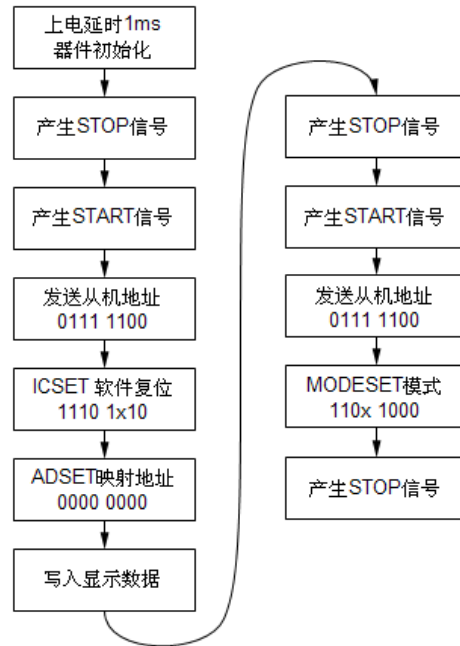 上电延时1ms
器件初始化
产生STOP信号
产生START信号
发送从机地址
0111 1100
ICSET 软件复位
1110 1x10
ADSET映射地址
0000 0000
写入显示数据
产生STOP信号
产生START信号
发送从机地址
0111 1100
MODESET模式
110x 1000
产生STOP信号